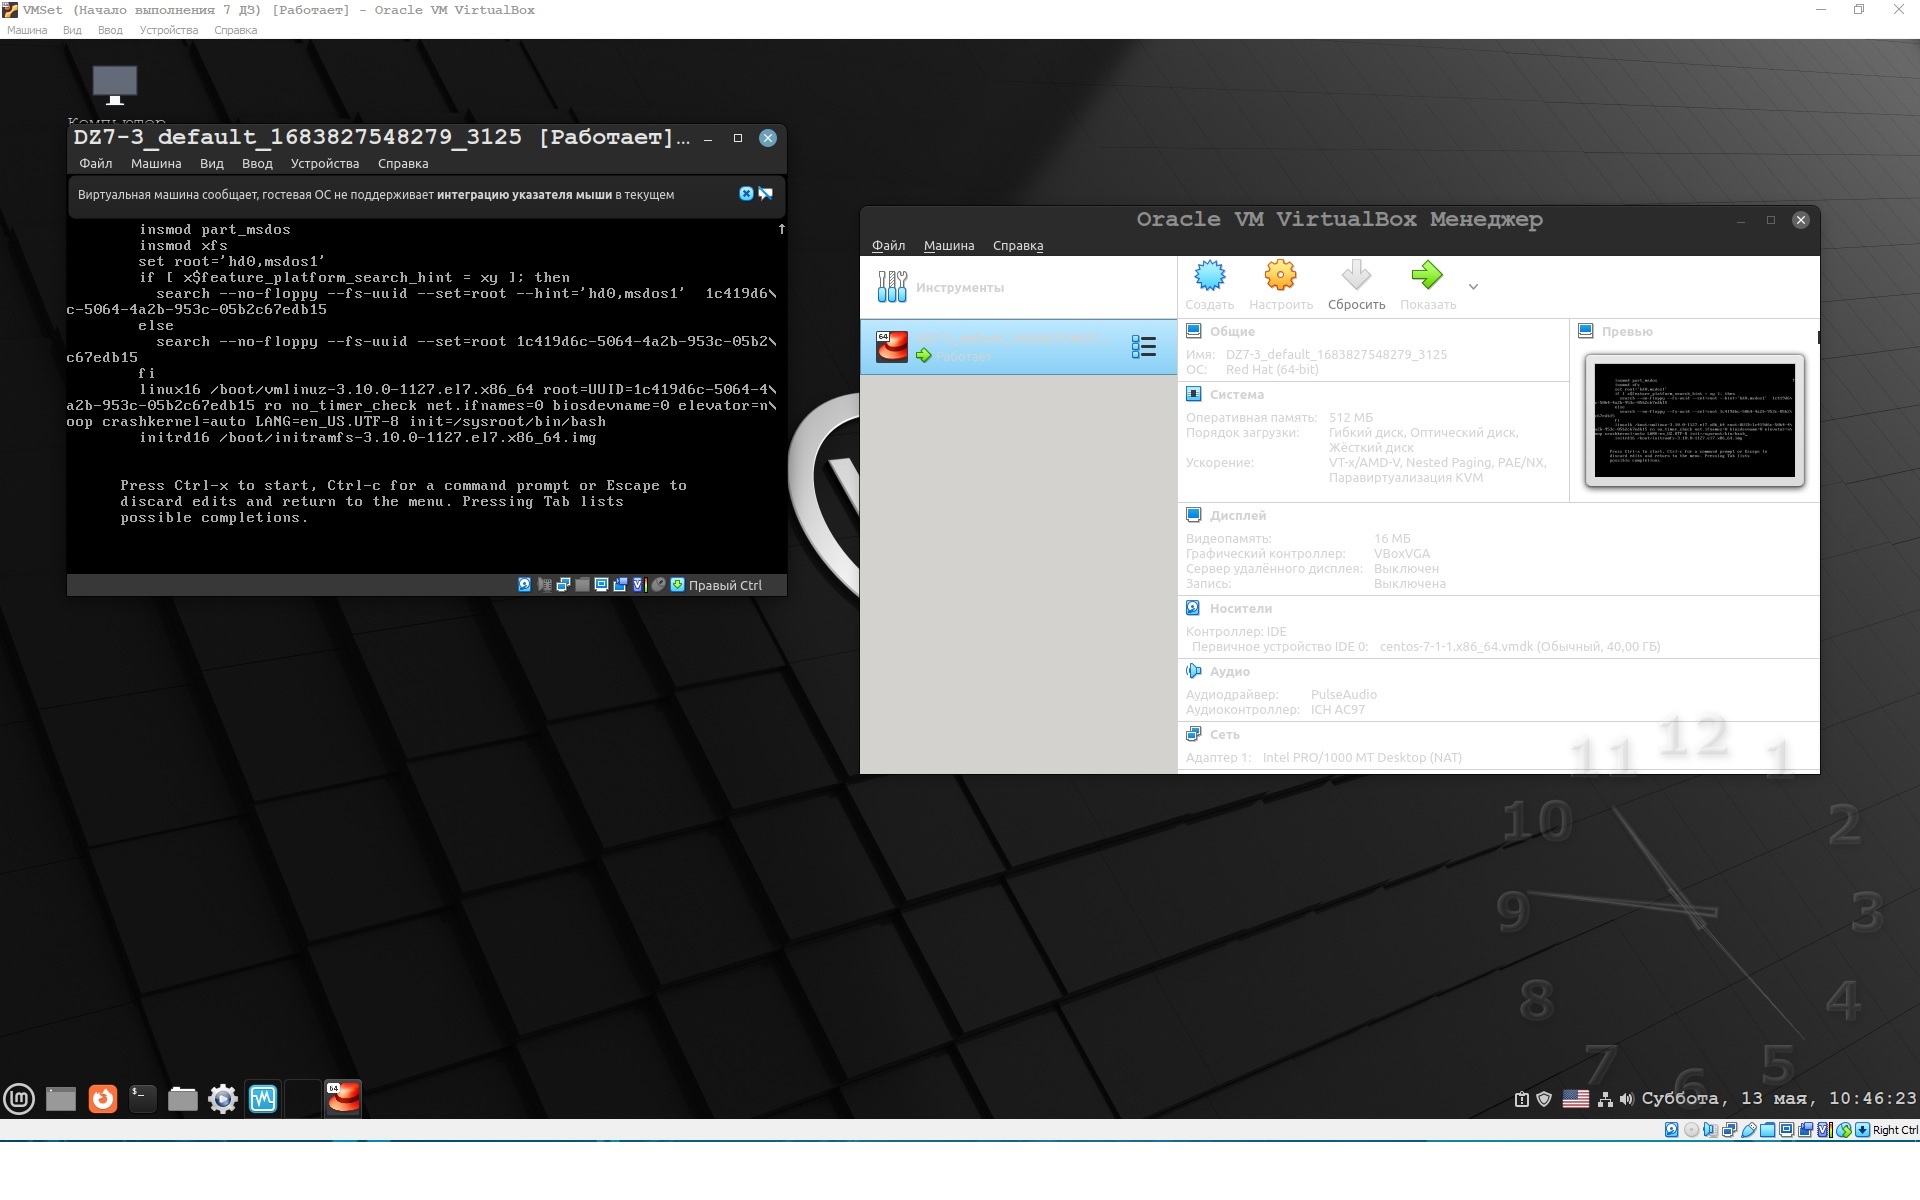 VMSet (Начало выполнения 7 ДЗ) [Работает] - Oracle VM VirtualBox
Машина Вид Ввод Устройства Справка
Компьютер
DZ7-3_default_1683827548279_3125 [Работает]...
Файл Машина Вид Ввод Устройства Справка
Виртуальная машина сообщает, гостевая ОС не поддерживает интеграцию указателя мыши в текущем
insmod part_msdos
insmod xfs
set root='hd0,msdos1'
if [ x$feature_platform_search_hint = xy ]; then
search --no-floppy --fs-uuid --set=root --hint='hd0,msdos1'  1c419d6\
c-5064-4a2b-953c-05b2c67edb15
else
search --no-floppy --fs-uuid --set=root 1c419d6c-5064-4a2b-953c-05b2\
c67edb15
fi
linux16 /boot/vmlinuz-3.10.0-1127.el7.x86_64 root=UUID=1c419d6c-5064-4\
a2b-953c-05b2c67edb15 ro no_timer_check net.ifnames=0 biosdevname=0 elevator=n\
oop crashkernel=auto LANG=en_US.UTF-8 init=/sysroot/bin/bash
initrd16 /boot/initramfs-3.10.0-1127.el7.x86_64.img
Press Ctrl-x to start, Ctrl-c for a command prompt or Escape to
discard edits and return to the menu. Pressing Tab lists
possible completions.
Правый Ctrl
Oracle VM VirtualBox Менеджер
Файл Машина Справка
Инструменты
Создать Настроить Сбросить Показать
64
Работает
Общие
Имя: DZ7-3_default_1683827548279_3125
ОС: Red Hat (64-bit)
Превью
Система
Оперативная память: 512 МБ
Порядок загрузки: Гибкий диск, Оптический диск,
Жёсткий диск
Ускорение: VT-x/AMD-V, Nested Paging, PAE/NX,
Паравиртуализация KVM
Дисплей
Видеопамять: 16 МБ
Графический контроллер: VBoxVGA
Сервер удалённого дисплея: Выключен
Запись: Выключена
Носители
Контроллер: IDE
Первичное устройство IDE 0: centos-7-1-1.x86_64.vmdk (Обычный, 40,00 ГБ)
Аудио
Аудиодрайвер: PulseAudio
Аудиоконтроллер: ICH AC97
Сеть
Адаптер 1: Intel PRO/1000 MT Desktop (NAT)
12
11 1
10 2
9 3
8 4
7 5
6
64
Суббота, 13 мая, 10:46:23
Right Ctrl